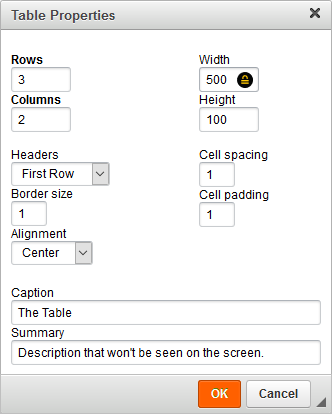 Table Properties
Rows
Width
3
500
Columns
Height
2
100
Headers
Cell spacing
First Row
1
Border size
Cell padding
1
1
Alignment
Center
Caption
The Table
Summary
Description that won't be seen on the screen.
OK
Cancel